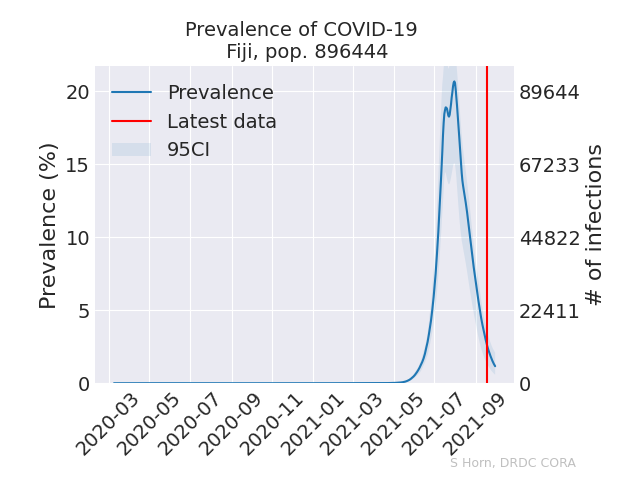 Prevalence of COVID-19
Fiji, pop. 896444
Prevalence
Latest data
95CI
Prevalence (%)
20
15
10
5
0
89644
67233
44822
22411
0
# of infections
2020-03
2020-05
2020-07
2020-09
2020-11
2021-01
2021-03
2021-05
2021-07
2021-09
S Horn, DRDC CORA